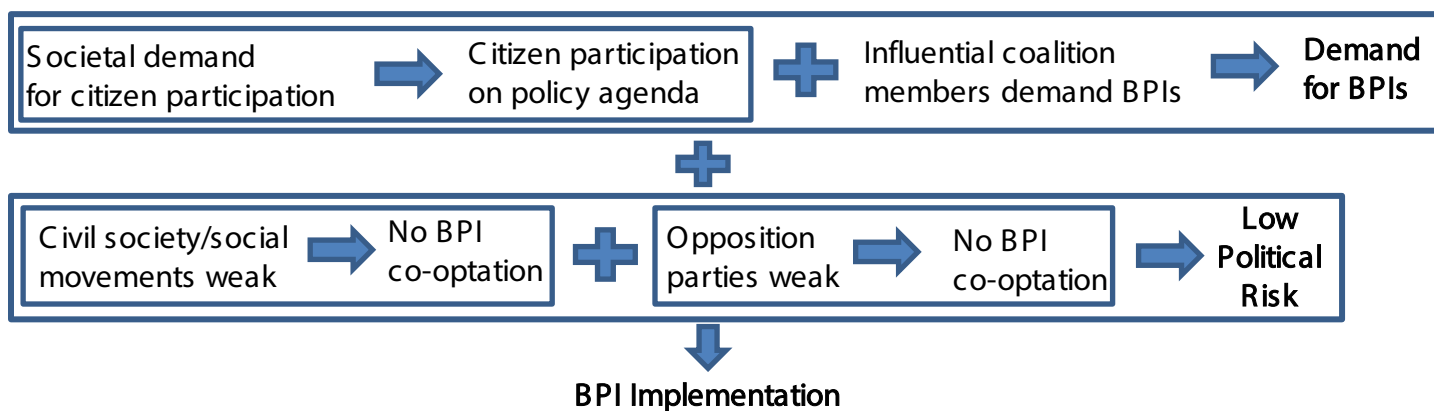 Societal demand
for citizen participation
Citizen participation
on policy agenda
Influential coalition
members demand BPIs
Demand
for BPIs
Civil society/social
movements weak
No BPI
co-optation
Opposition
parties weak
No BPI
co-optation
Low
Political
Risk
BPI Implementation